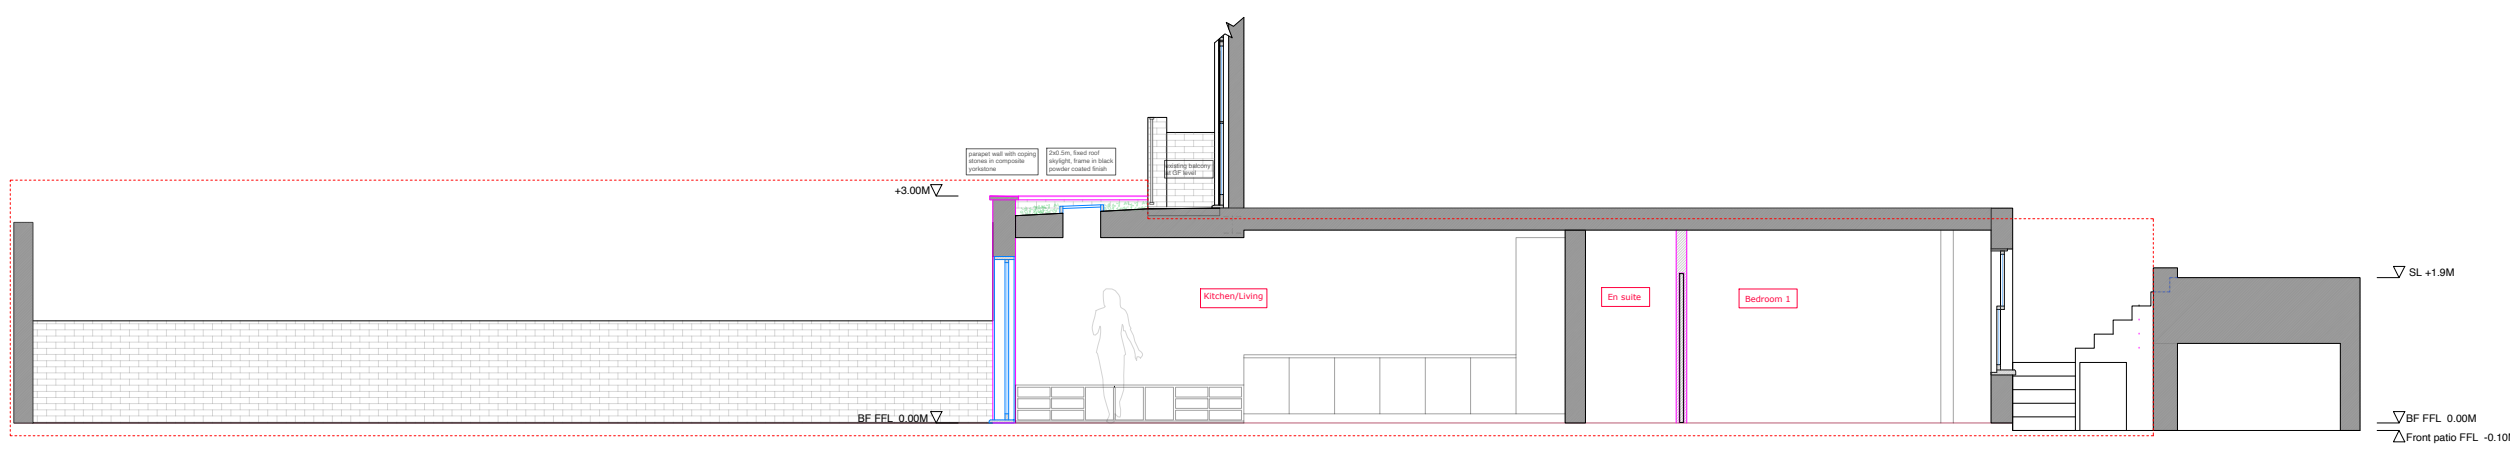 parapet wall with coping
stones in composite
yorkstone
2x0.5m, fixed roof
skylight, frame in black
powder coated finish
existing balcony
at GF level
+3.00M
SL +1.9M
Kitchen/Living
En suite
Bedroom 1
BF FFL 0.00M
BF FFL 0.00M
Front patio FFL -0.10